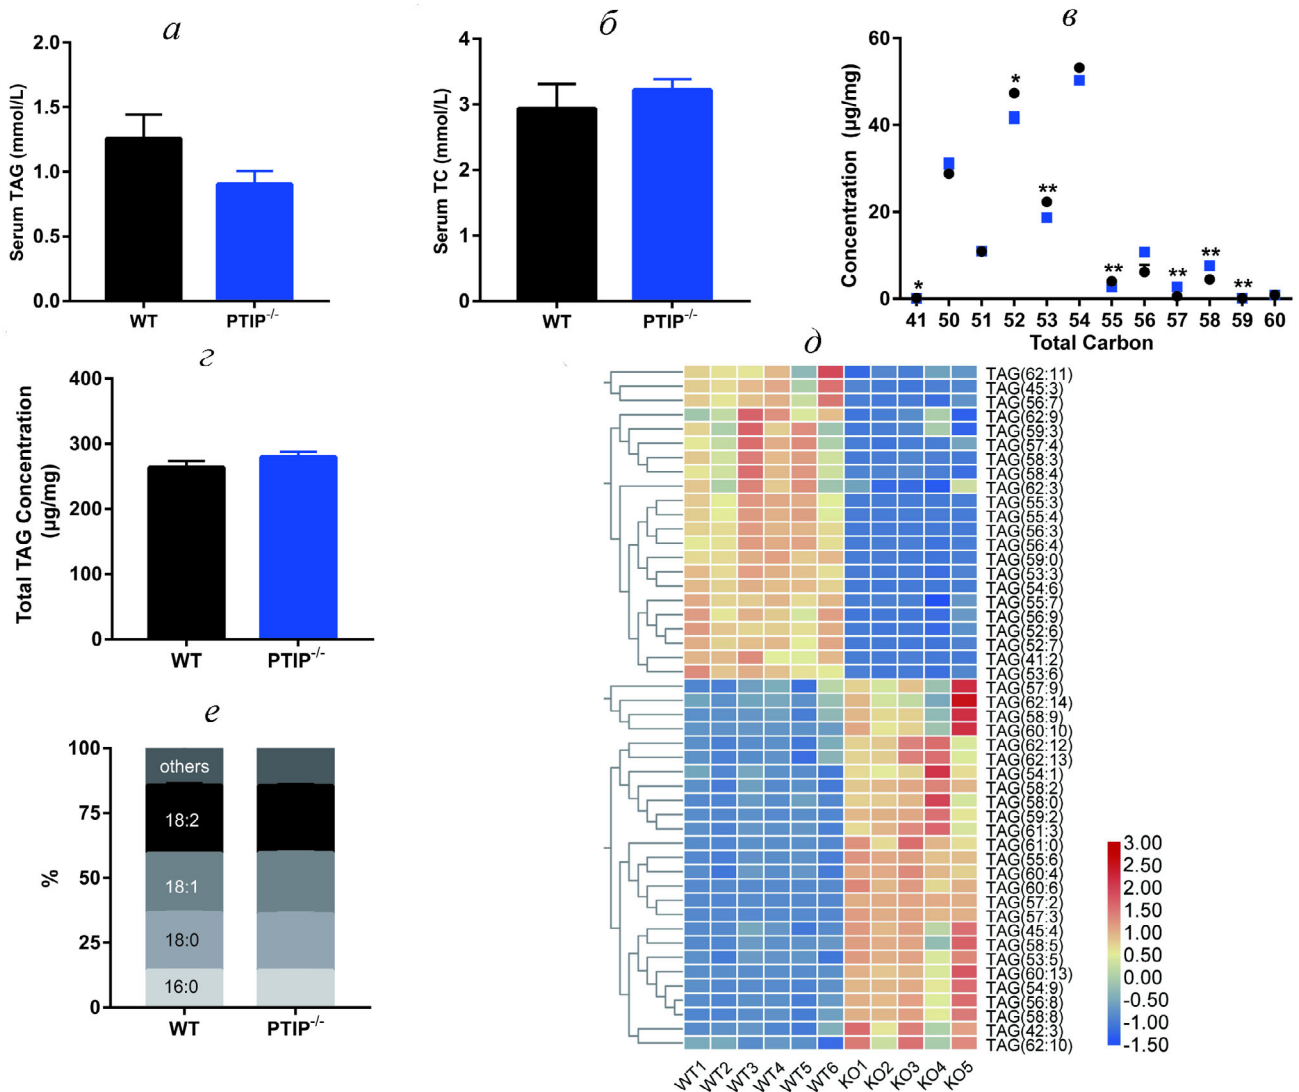 а
2.0
1.5
1.0
0.5
0.0
Serum TAG (mmol/L)
WT
PTIP-/-
б
4
3
2
1
0
Serum TC (mmol/L)
WT
PTIP-/-
в
60
40
20
0
Concentration (µg/mg)
*
*
**
**
**
**
**
41 50 51 52 53 54 55 56 57 58 59 60
Total Carbon
г
400
300
200
100
0
Total TAG Concentration
(µg/mg)
WT
PTIP-/-
д
TAG(62:11)
TAG(45:3)
TAG(56:7)
TAG(62:9)
TAG(59:3)
TAG(57:4)
TAG(58:3)
TAG(58:4)
TAG(62:3)
TAG(55:3)
TAG(55:4)
TAG(56:3)
TAG(56:4)
TAG(59:0)
TAG(53:3)
TAG(54:6)
TAG(55:7)
TAG(56:9)
TAG(52:6)
TAG(52:7)
TAG(41:2)
TAG(53:6)
TAG(57:9)
TAG(62:14)
TAG(58:9)
TAG(60:10)
TAG(62:12)
TAG(62:13)
TAG(54:1)
TAG(58:2)
TAG(58:0)
TAG(59:2)
TAG(61:3)
TAG(61:0)
TAG(55:6)
TAG(60:4)
TAG(60:6)
TAG(57:2)
TAG(57:3)
TAG(45:4)
TAG(58:5)
TAG(53:5)
TAG(60:13)
TAG(54:9)
TAG(56:8)
TAG(58:8)
TAG(42:3)
TAG(62:10)
WT1 WT2 WT3 WT4 WT5 WT6 KO1 KO2 KO3 KO4 KO5
3.00
2.00
1.50
1.00
0.00
-0.50
-1.00
-1.50
е
100
75
50
25
0
%
others
18:2
18:1
18:0
16:0
WT
PTIP-/-